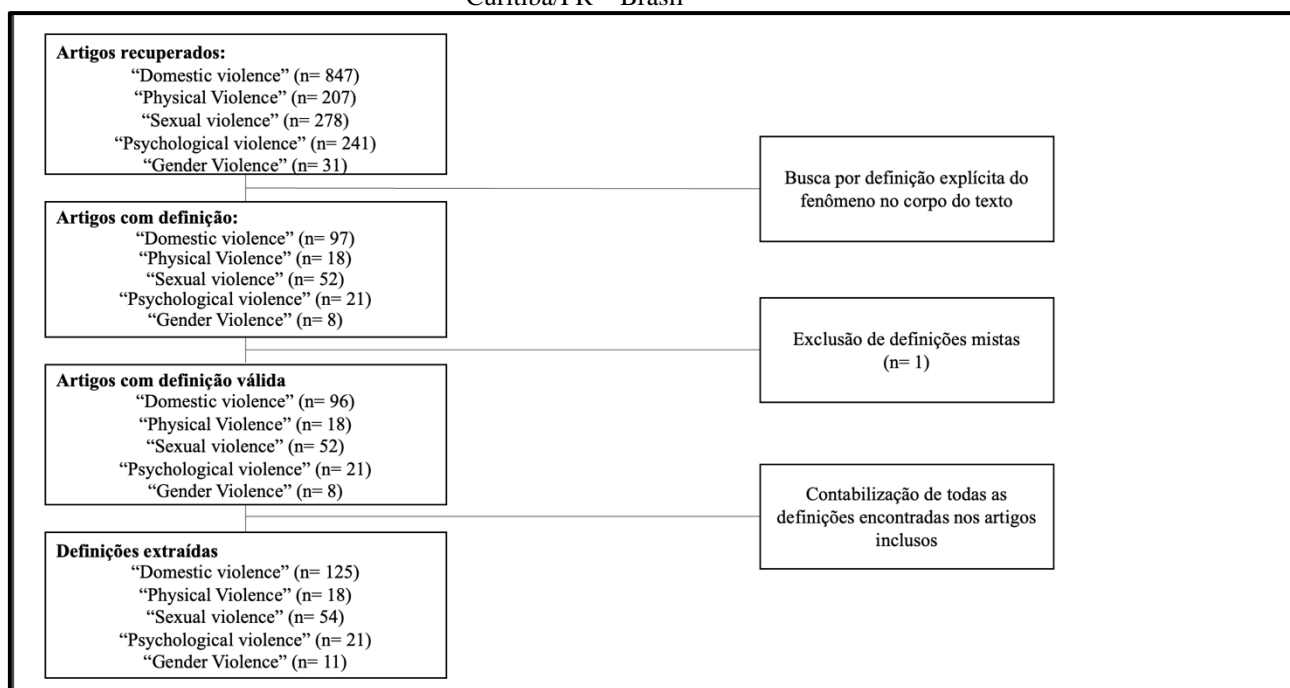 Curitiba/PR – Brasil
Artigos recuperados:
“Domestic violence” (n= 847)
“Physical Violence” (n= 207)
“Sexual violence” (n= 278)
“Psychological violence” (n= 241)
“Gender Violence” (n= 31)
Busca por definição explícita do
fenômeno no corpo do texto
Artigos com definição:
“Domestic violence” (n= 97)
“Physical Violence” (n= 18)
“Sexual violence” (n= 52)
“Psychological violence” (n= 21)
“Gender Violence” (n= 8)
Exclusão de definições mistas
(n= 1)
Artigos com definição válida
“Domestic violence” (n= 96)
“Physical Violence” (n= 18)
“Sexual violence” (n= 52)
“Psychological violence” (n= 21)
“Gender Violence” (n= 8)
Contabilização de todas as
definições encontradas nos artigos
inclusos
Definições extraídas
“Domestic violence” (n= 125)
“Physical Violence” (n= 18)
“Sexual violence” (n= 54)
“Psychological violence” (n= 21)
“Gender Violence” (n= 11)